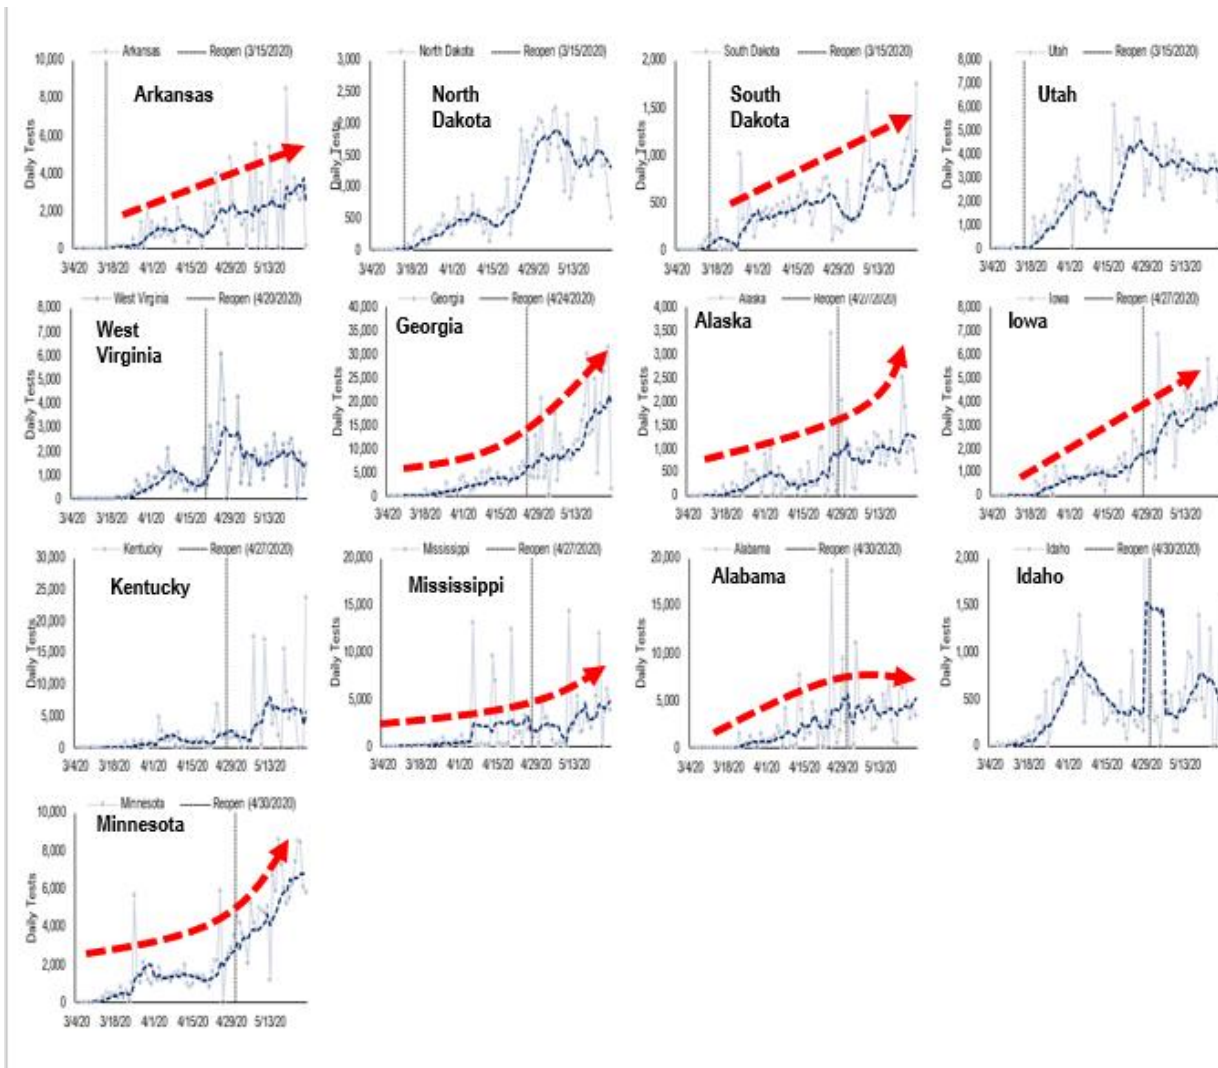 Arkansas Reopen (3/15/2020)
Arkansas
Daily Tests
10,000
8,000
6,000
4,000
2,000
0
3/4/20 3/18/20 4/1/20 4/15/20 4/29/20 5/13/20
North Dakota Reopen (3/15/2020)
North
Dakota
3,000
2,500
2,000
1,500
1,000
500
0
3/4/20 3/18/20 4/1/20 4/15/20 4/29/20 5/13/20
South Dakota Reopen (3/15/2020)
South
Dakota
Daily Tests
2,000
1,500
1,000
500
0
3/4/20 3/18/20 4/1/20 4/15/20 4/29/20 5/13/20
Utah Reopen (3/15/2020)
Utah
Daily Tests
8,000
7,000
6,000
5,000
4,000
3,000
2,000
1,000
0
3/4/20 3/18/20 4/1/20 4/15/20 4/29/20 5/13/20
West Virginia Reopen (4/20/2020)
West
Virginia
Daily Tests
8,000
7,000
6,000
5,000
4,000
3,000
2,000
1,000
0
3/4/20 3/18/20 4/1/20 4/15/20 4/29/20 5/13/20
Georgia Reopen (4/24/2020)
Georgia
Daily Tests
40,000
35,000
30,000
25,000
20,000
15,000
10,000
5,000
0
3/4/20 3/18/20 4/1/20 4/15/20 4/29/20 5/13/20
Alaska Reopen (4/27/2020)
Alaska
Daily Tests
4,000
3,500
3,000
2,500
2,000
1,500
1,000
500
0
3/4/20 3/18/20 4/1/20 4/15/20 4/29/20 5/13/20
Iowa Reopen (4/27/2020)
Iowa
Daily Tests
8,000
7,000
6,000
5,000
4,000
3,000
2,000
1,000
0
3/4/20 3/18/20 4/1/20 4/15/20 4/29/20 5/13/20
Kentucky Reopen (4/27/2020)
Kentucky
Daily Tests
30,000
25,000
20,000
15,000
10,000
5,000
0
3/4/20 3/18/20 4/1/20 4/15/20 4/29/20 5/13/20
Mississippi Reopen (4/27/2020)
Mississippi
Daily Tests
20,000
15,000
10,000
5,000
0
3/4/20 3/18/20 4/1/20 4/15/20 4/29/20 5/13/20
Alabama Reopen (4/30/2020)
Alabama
Daily Tests
20,000
15,000
10,000
5,000
0
3/4/20 3/18/20 4/1/20 4/15/20 4/29/20 5/13/20
Idaho Reopen (4/30/2020)
Idaho
Daily Tests
2,000
1,500
1,000
500
0
3/4/20 3/18/20 4/1/20 4/15/20 4/29/20 5/13/20
Minnesota Reopen (4/30/2020)
Minnesota
Daily Tests
10,000
8,000
6,000
4,000
2,000
0
3/4/20 3/18/20 4/1/20 4/15/20 4/29/20 5/13/20